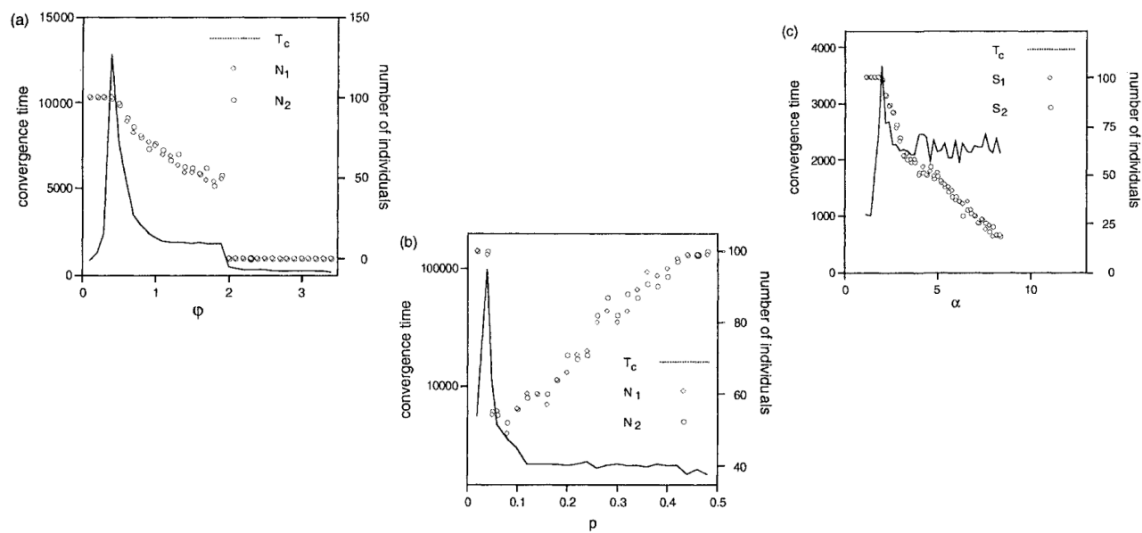 (a)
15000
10000
5000
0
convergence time
150
100
50
0
number of individuals
T c
N 1
N 2
0
1
2
3
φ
(b)
100000
10000
convergence time
100
80
60
40
number of individuals
T c
N 1
N 2
0
0.1
0.2
0.3
0.4
0.5
p
(c)
4000
3000
2000
1000
0
convergence time
100
75
50
25
0
number of individuals
T c
S 1
S 2
0
5
10
α